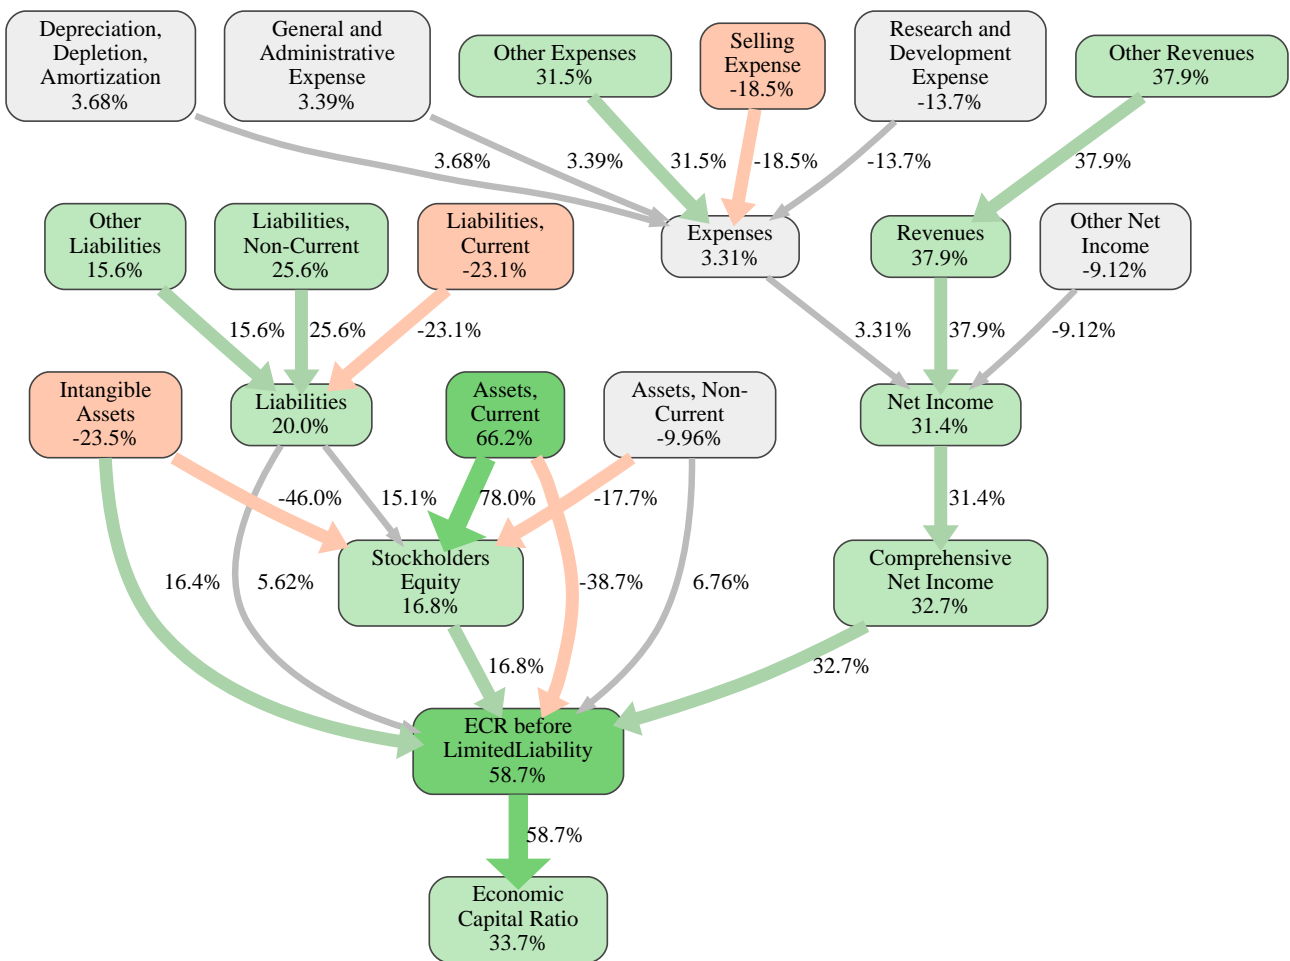 Depreciation,
Depletion,
Amortization
3.68%
General and
Administrative
Expense
3.39%
Other Expenses
31.5%
Selling
Expense
-18.5%
Research and
Development
Expense
-13.7%
Other Revenues
37.9%
3.68%
3.39%
31.5%
-18.5%
-13.7%
37.9%
Other
Liabilities
15.6%
Liabilities,
Non-Current
25.6%
Liabilities,
Current
-23.1%
Expenses
3.31%
Revenues
37.9%
Other Net
Income
-9.12%
15.6%
25.6%
-23.1%
3.31%
37.9%
-9.12%
Intangible
Assets
-23.5%
Liabilities
20.0%
Assets,
Current
66.2%
Assets, Non-
Current
-9.96%
Net Income
31.4%
-46.0%
15.1%
78.0%
-17.7%
31.4%
16.4%
5.62%
Stockholders
Equity
16.8%
-38.7%
6.76%
Comprehensive
Net Income
32.7%
16.8%
32.7%
ECR before
LimitedLiability
58.7%
58.7%
Economic
Capital Ratio
33.7%